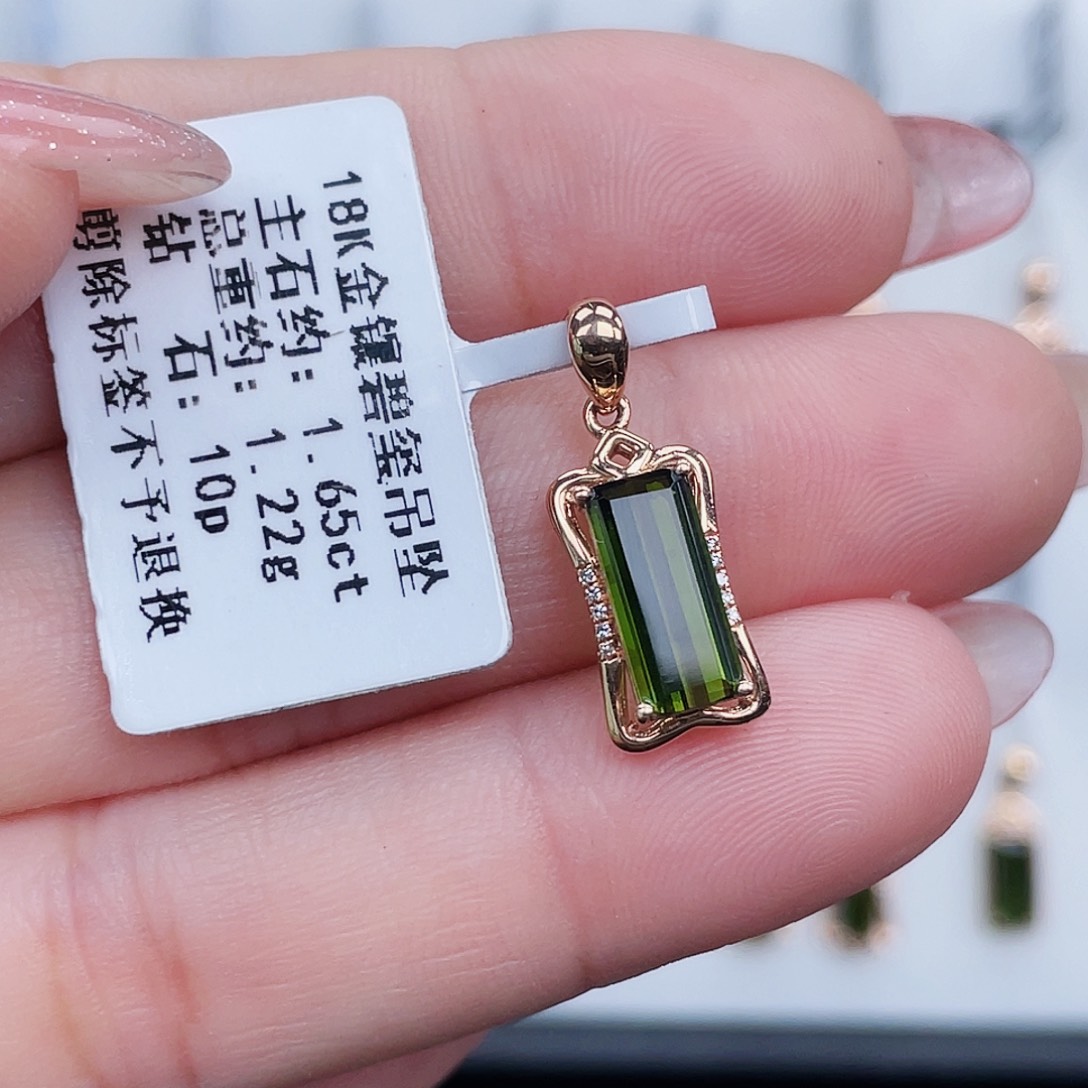 18K金镶碧玺吊坠
主石约: 1.65ct
总重约: 1.22g
钻 石: 10p
剪除标签不予退换